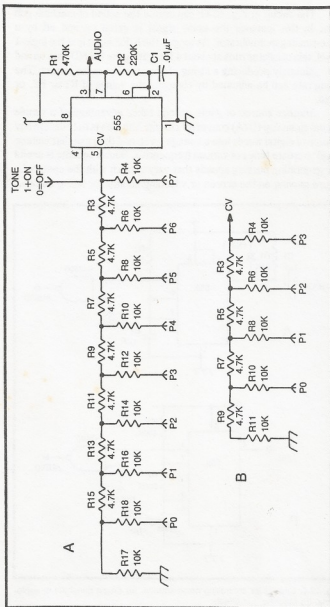 TONE
1+ON
0=OFF
R1
470K
AUDIO
R2
220K
C1
.01µF
4
8
3
7
6
2
1
5
CV
555
R3
4.7K
R5
4.7K
R7
4.7K
R9
4.7K
R11
4.7K
R13
4.7K
R15
4.7K
R4
10K
R6
10K
R8
10K
R10
10K
R12
10K
R14
10K
R16
10K
R18
10K
R17
10K
P7
P6
P5
P4
P3
P2
P1
P0
A
CV
R3
4.7K
R5
4.7K
R7
4.7K
R9
4.7K
R4
10K
R6
10K
R8
10K
R10
10K
R11
10K
P3
P2
P1
P0
B